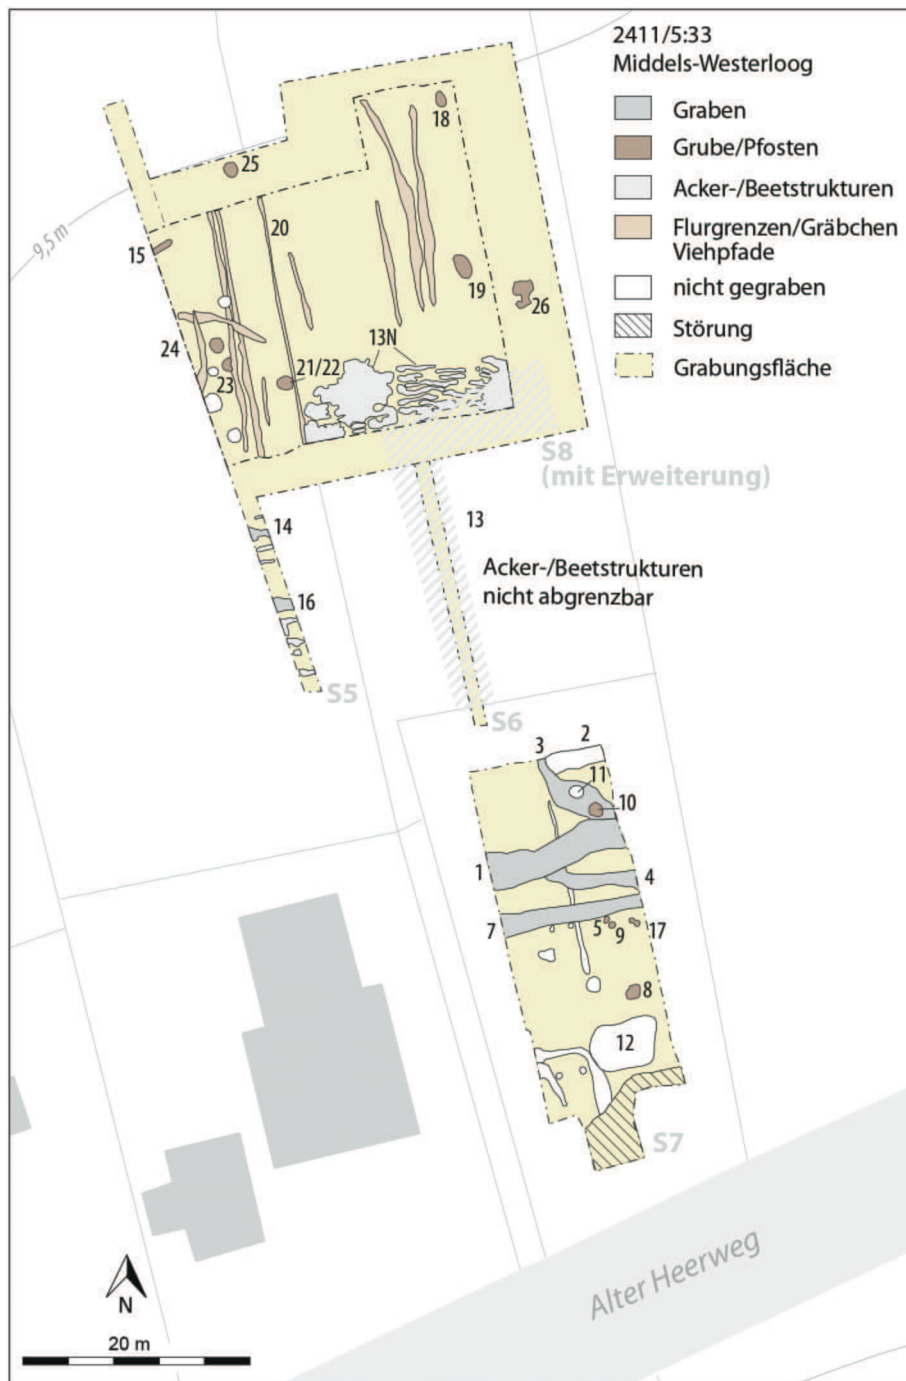 2411/5:33
Middels-Westerloog
Graben
Grube/Pfosten
Acker-/Beetstrukturen
Flurgrenzen/Gräbchen
Viehpfade
nicht gegraben
Störung
Grabungsfläche
18
25
9,5 m
15
20
19
26
24
13N
21/22
23
S8
(mit Erweiterung)
14
13
Acker-/Beetstrukturen
nicht abgrenzbar
16
S5
S6
3
2
11
10
1
4
7
5
9
17
8
12
S7
Alter Heerweg
N
20 m